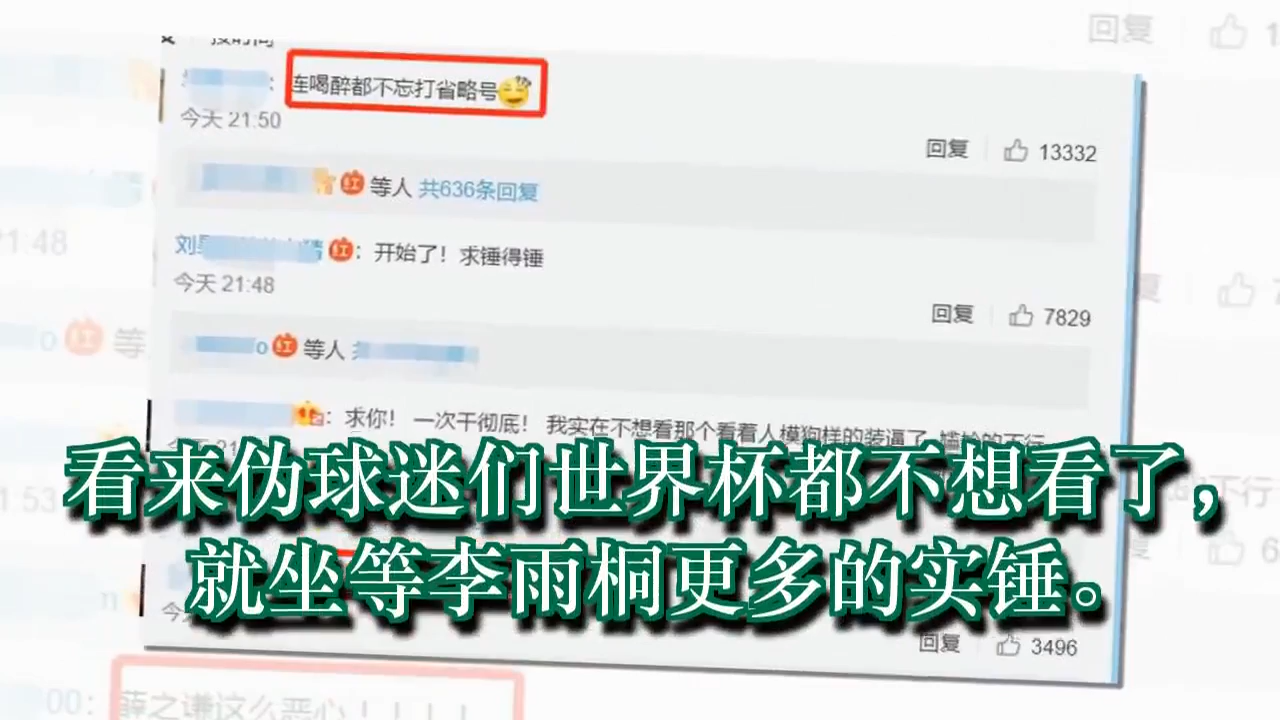 回复
连喝醉都不忘打省略号
今天 21:50
回复 13332
等人 共636条回复
刘
红：开始了！求锤得锤
今天 21:48
回复 7829
o 红 等人
：求你！一次干彻底！我实在不想看那个看着人模狗样的装逼了
看来伪球迷们世界杯都不想看了，
就坐等李雨桐更多的实锤。
回复 3496
00：薛之谦这么恶心！！！！